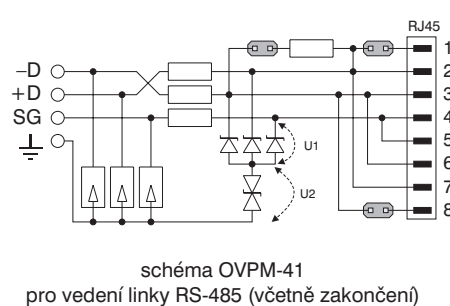 RJ45
1
–D
2
+D
3
SG
4
U1
5
6
U2
7
8
schéma OVPM-41
pro vedení linky RS-485 (včetně zakončení)